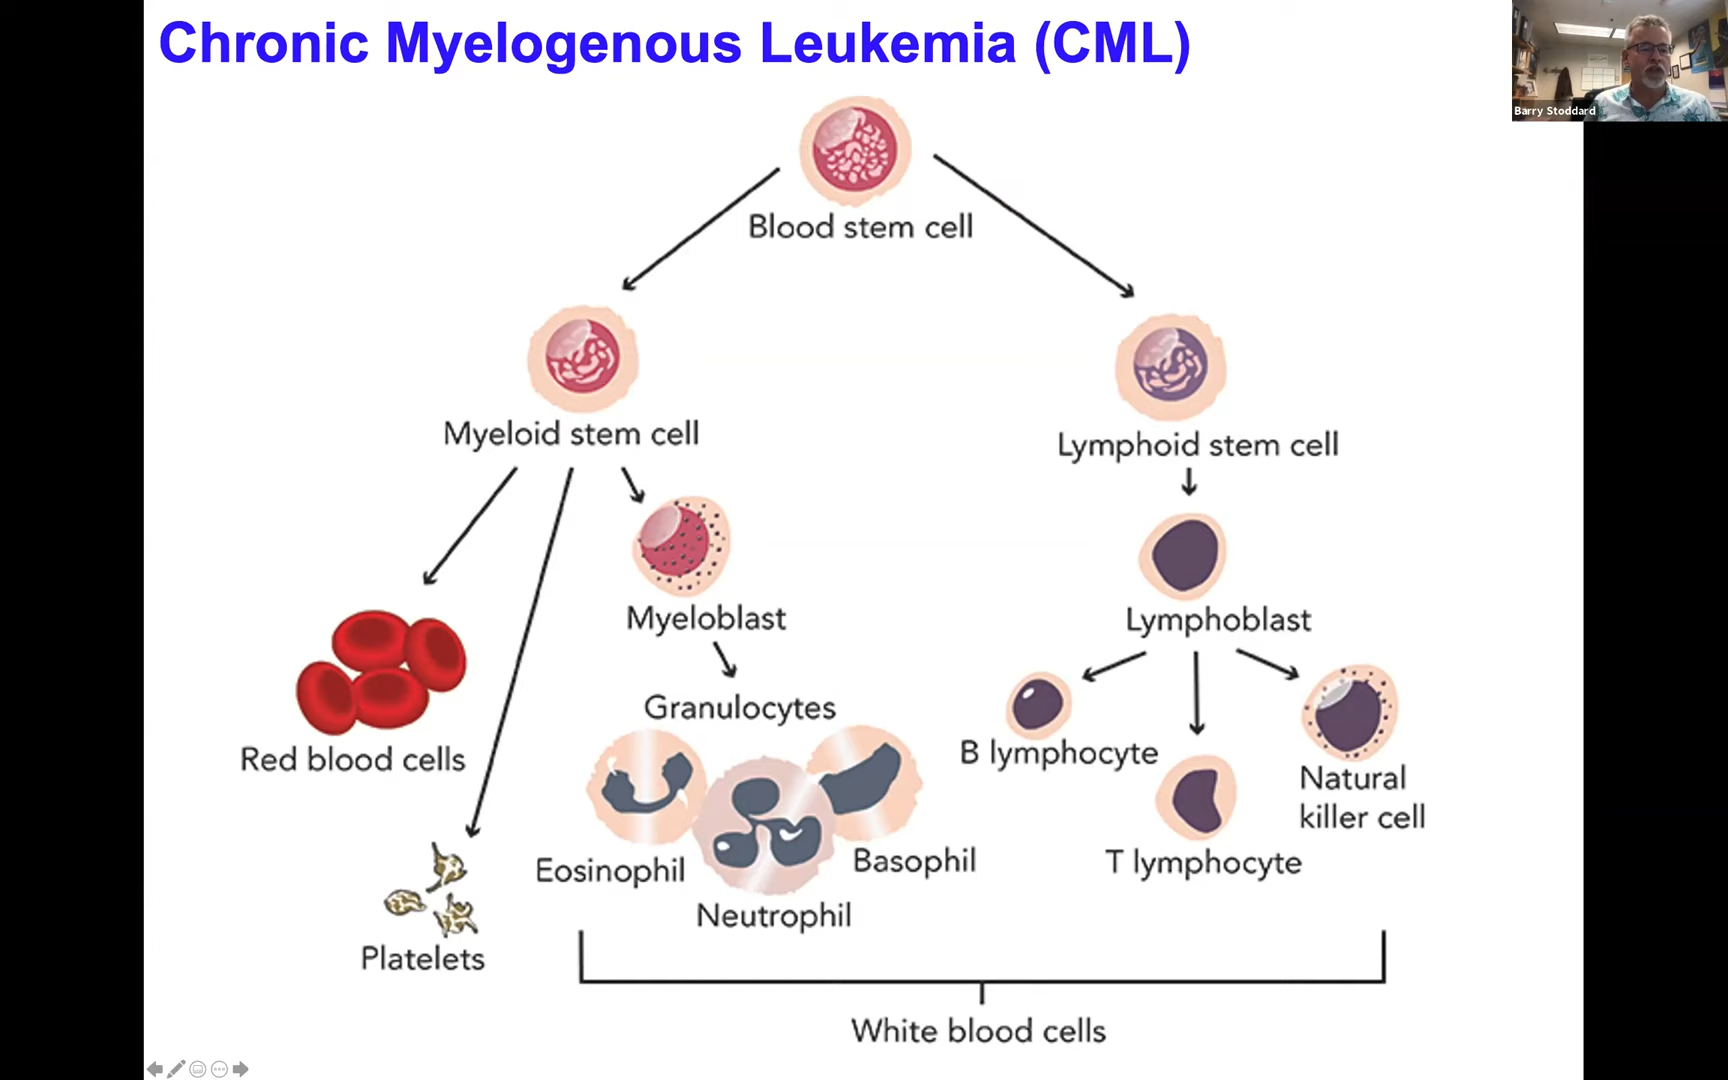 Chronic Myelogenous Leukemia (CML)
Barry Stoddard
Blood stem cell
Myeloid stem cell
Lymphoid stem cell
Myeloblast
Lymphoblast
Granulocytes
Red blood cells
B lymphocyte
Natural
killer cell
Eosinophil
Basophil
T lymphocyte
Neutrophil
Platelets
White blood cells